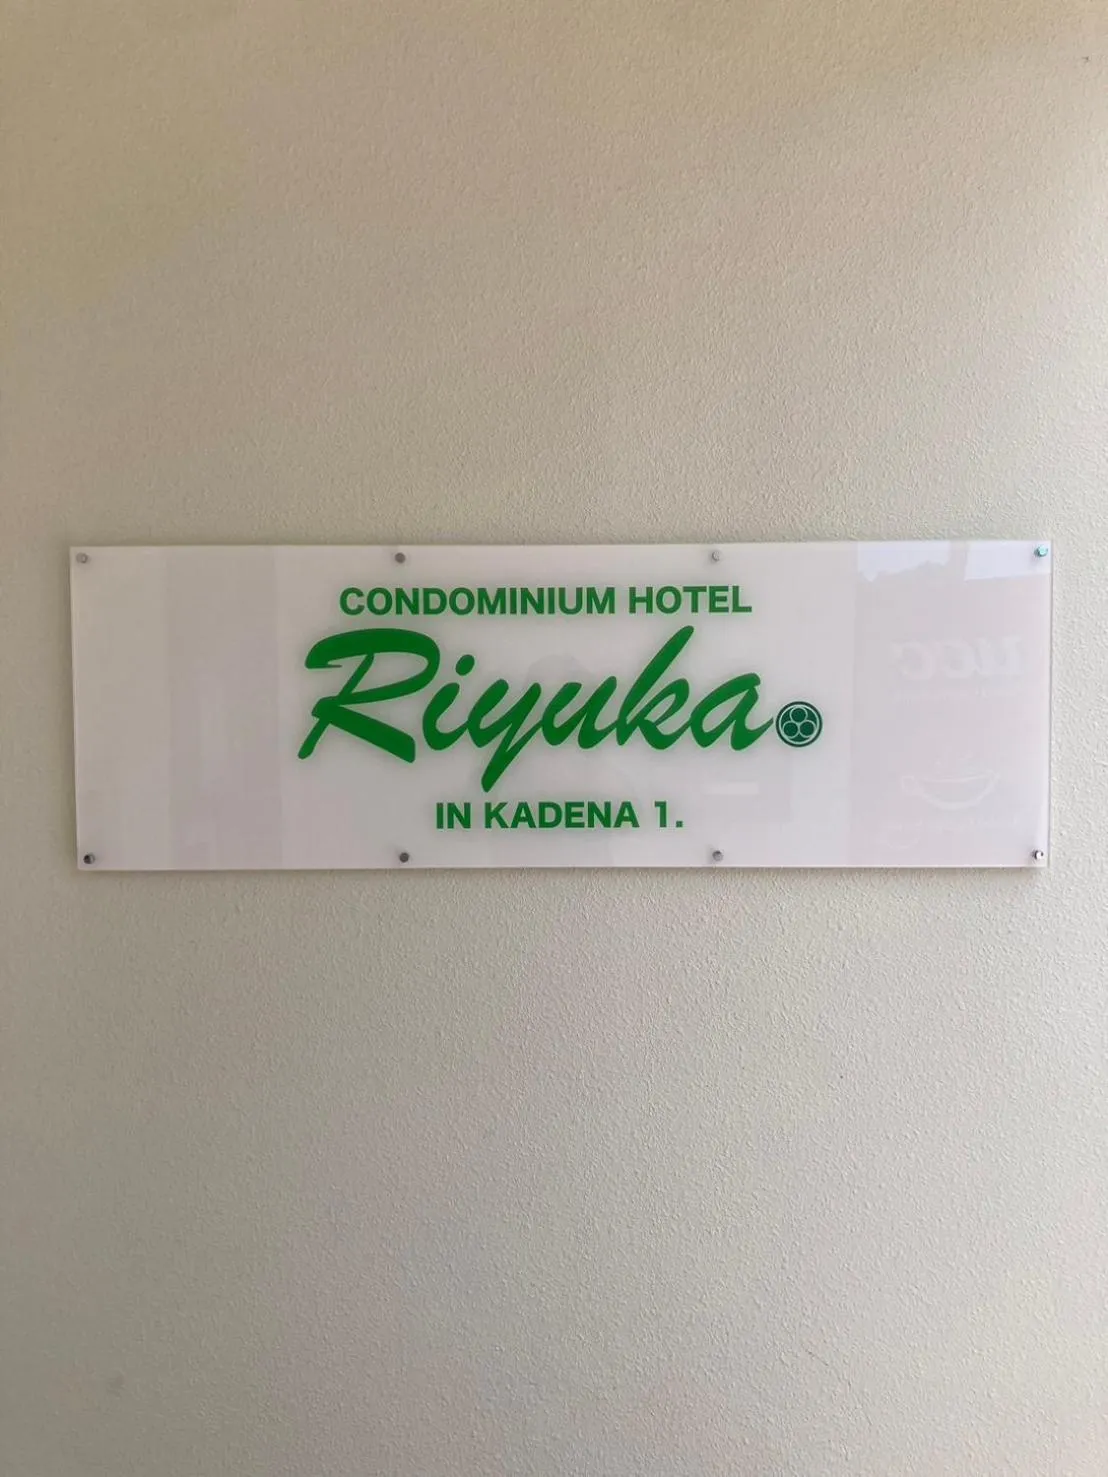 CONDOMINIUM HOTEL
Riyuka
IN KADENA 1.